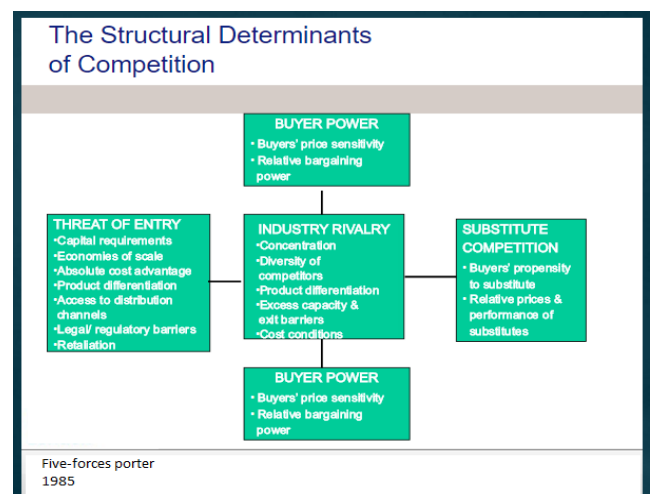 The Structural Determinants
of Competition
BUYER POWER
• Buyers' price sensitivity
• Relative bargaining
power
THREAT OF ENTRY
•Capital requirements
•Economies of scale
•Absolute cost advantage
•Product differentiation
•Access to distribution
channels
•Legal/ regulatory barriers
•Retaliation
INDUSTRY RIVALRY
•Concentration
•Diversity of
competitors
•Product differentiation
•Excess capacity &
exit barriers
•Cost conditions
SUBSTITUTE
COMPETITION
• Buyers' propensity
to substitute
• Relative prices &
performance of
substitutes
BUYER POWER
• Buyers' price sensitivity
• Relative bargaining
power
Five-forces porter
1985